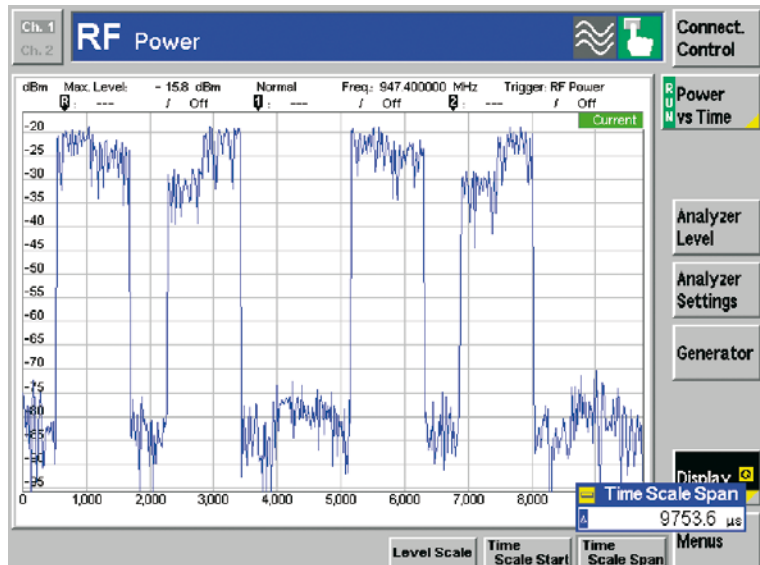 Ch. 1
Ch. 2
RF Power
Connect.
Control
dBm Max. Level: - 15.8 dBm Normal Freq.: 947.400000 MHz Trigger: RF Power
R : --- / Off 1 : --- / Off 2 : --- / Off
Current
RUN
Power
vs Time
-20
-25
-30
-35
-40
-45
-50
-55
-60
-65
-70
-75
-80
-85
-90
-95
0 1,000 2,000 3,000 4,000 5,000 6,000 7,000 8,000
Analyzer
Level
Analyzer
Settings
Generator
Display
Time Scale Span
9753.6 µs
Level Scale
Time
Scale Start
Time
Scale Span
Menus